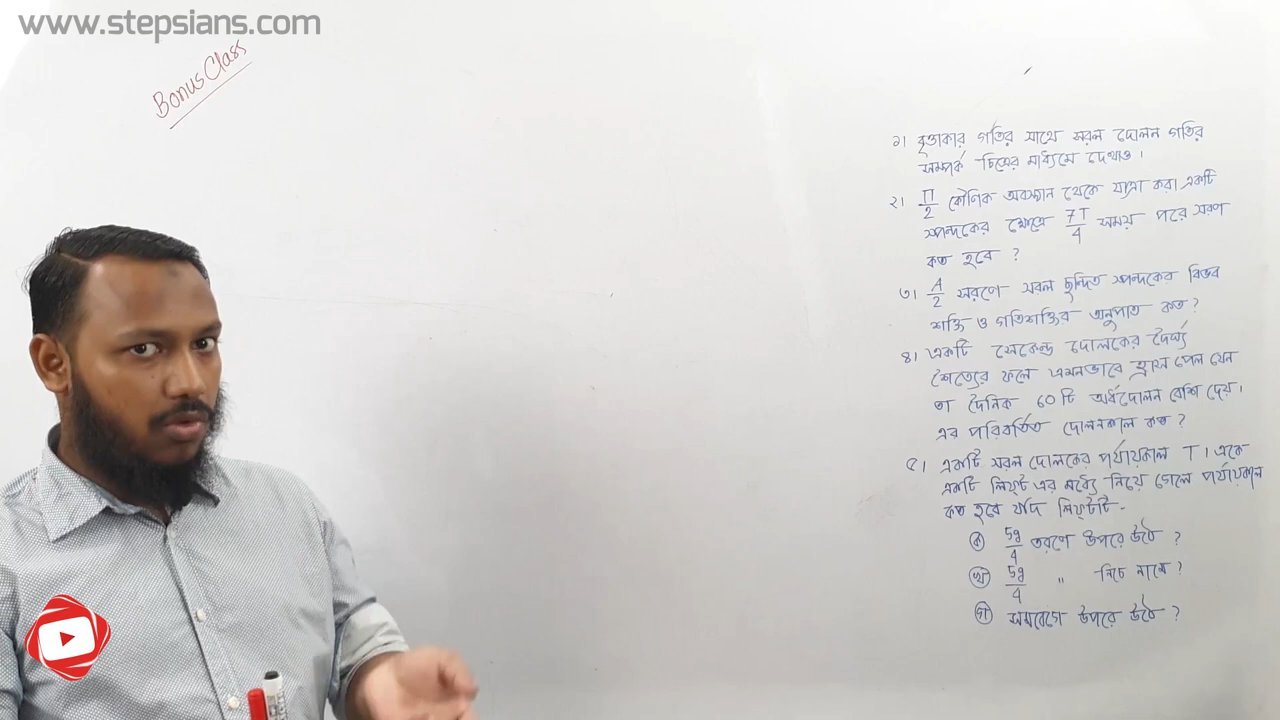 www.stepsians.com
Bonus Class
১। বৃত্তাকার গতির সাথে সরল দোলন গতির
সম্পর্ক চিত্রের মাধ্যমে দেখাও।
২। π/2 কৌণিক অবস্থান থেকে যাত্রা করা একটি
স্পন্দকের ক্ষেত্রে 7T/4 সময় পরে সরণ
কত হবে ?
৩। A/2 সরণে সরল ছন্দিত স্পন্দকের বিভব
শক্তি ও গতিশক্তির অনুপাত কত?
৪। একটি সেকেন্ড দোলকের দৈর্ঘ্য
শৈত্যের ফলে এমনভাবে হ্রাস পেল যেন
তা দৈনিক 60 টি অর্ধদোলন বেশি দেয়।
এর পরিবর্তিত দোলনকাল কত ?
৫। একটি সরল দোলকের পর্যায়কাল T। একে
একটি লিফ্ট এর মধ্যে নিয়ে গেলে পর্যায়কাল
কত হবে যদি লিফ্টটি -
ক) 5g/4 ত্বরণে উপরে উঠে ?
খ) 5g/4 " নিচে নামে ?
গ) সমবেগে উপরে উঠে ?